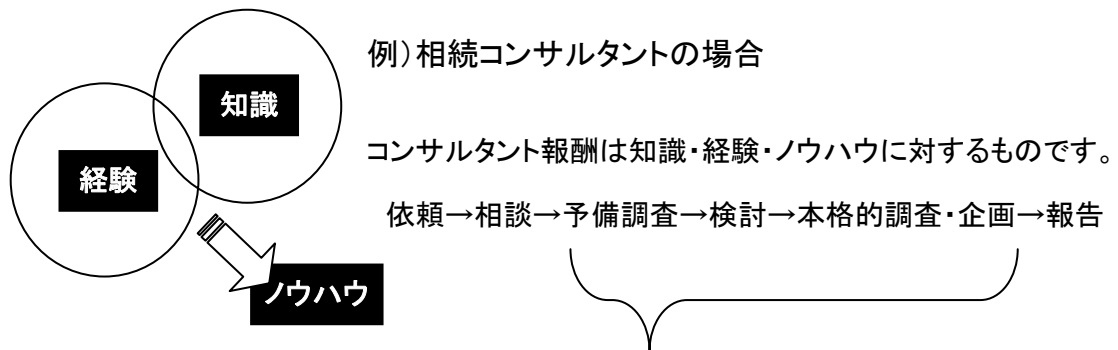 例）相続コンサルタントの場合
知識
経験
コンサルタント報酬は知識・経験・ノウハウに対するものです。
依頼→相談→予備調査→検討→本格的調査・企画→報告
ノウハウ